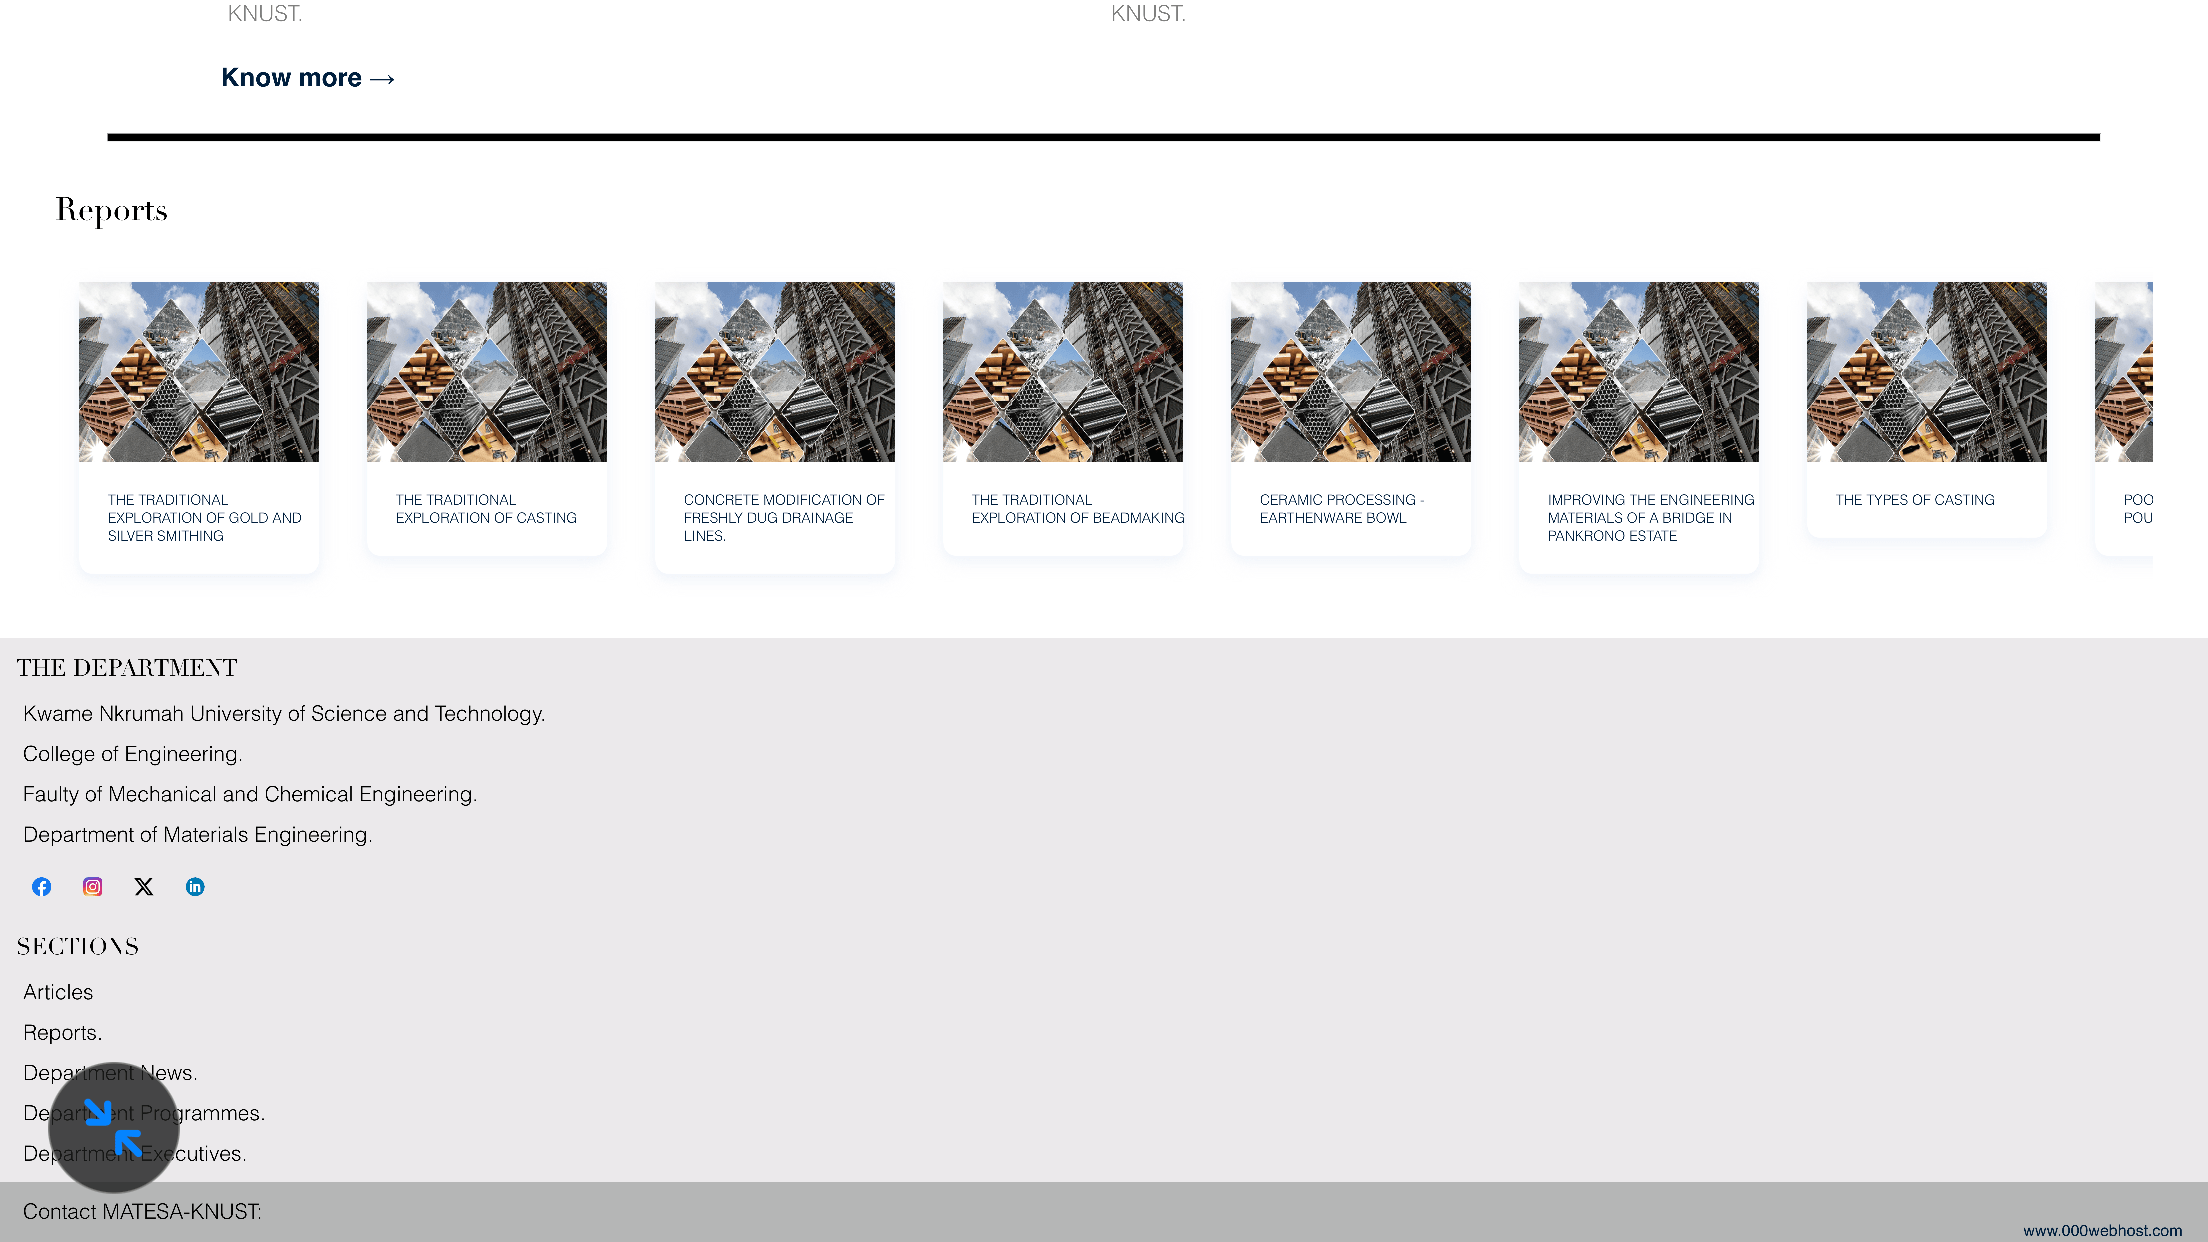 KNUST.
KNUST.
Know more →
Reports
THE TRADITIONAL
EXPLORATION OF GOLD AND
SILVER SMITHING
THE TRADITIONAL
EXPLORATION OF CASTING
CONCRETE MODIFICATION OF
FRESHLY DUG DRAINAGE
LINES.
THE TRADITIONAL
EXPLORATION OF BEADMAKING
CERAMIC PROCESSING -
EARTHENWARE BOWL
IMPROVING THE ENGINEERING
MATERIALS OF A BRIDGE IN
PANKRONO ESTATE
THE TYPES OF CASTING
POO
POU
THE DEPARTMENT
Kwame Nkrumah University of Science and Technology.
College of Engineering.
Faulty of Mechanical and Chemical Engineering.
Department of Materials Engineering.
SECTIONS
Articles
Reports.
Department News.
Department Programmes.
Department Executives.
Contact MATESA-KNUST:
www.000webhost.com